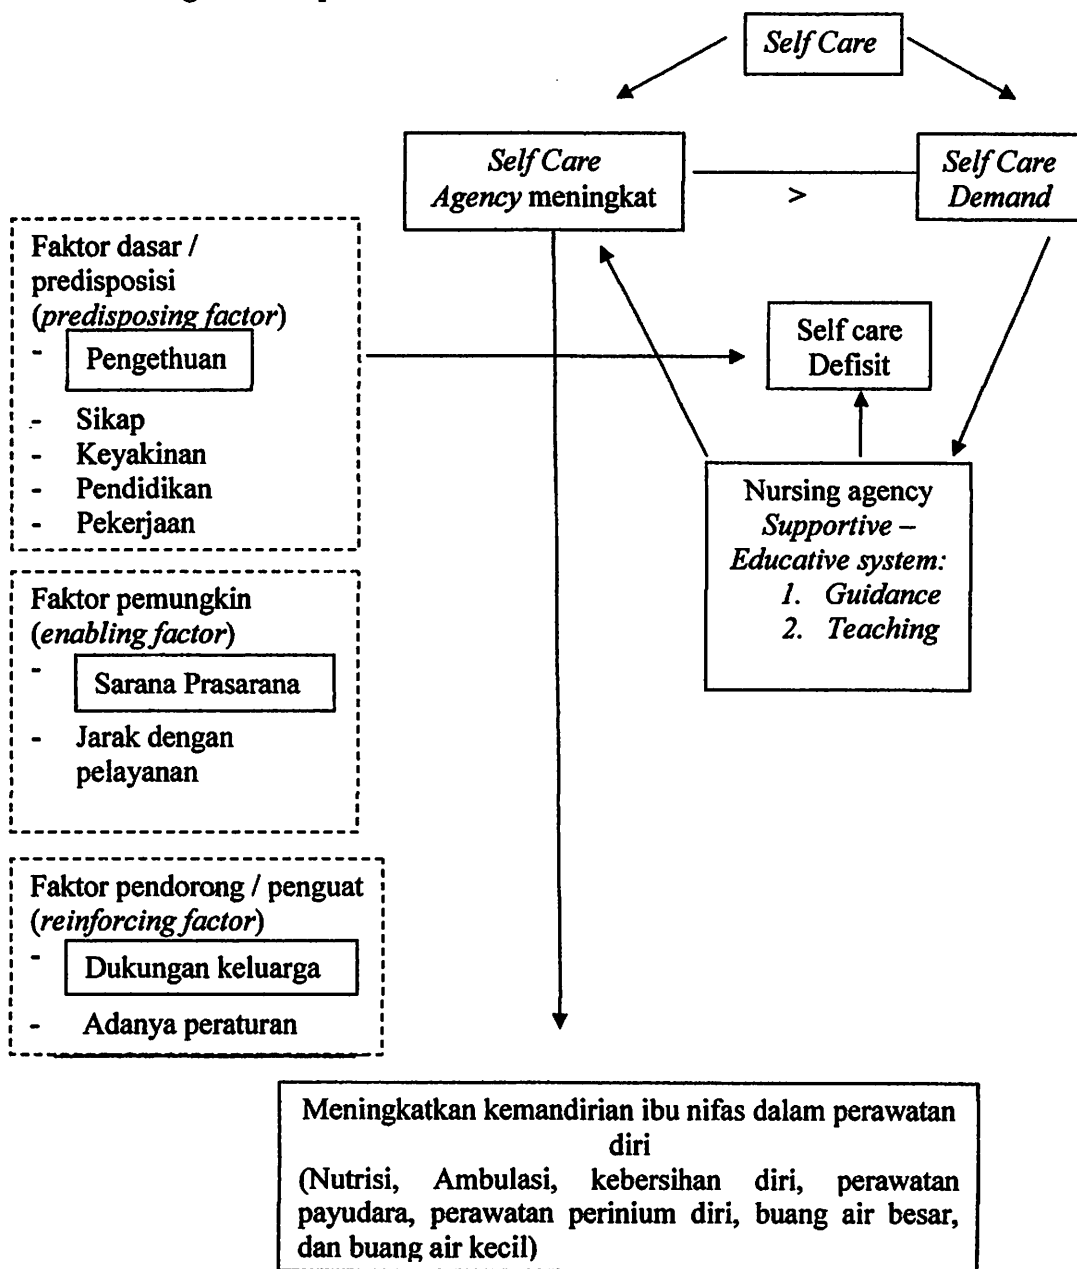 Self Care
Self Care
Agency meningkat
>
Self Care
Demand
Faktor dasar /
predisposisi
(predisposing factor)
- Pengethuan
- Sikap
- Keyakinan
- Pendidikan
- Pekerjaan
Self care
Defisit
Nursing agency
Supportive –
Educative system:
1. Guidance
2. Teaching
Faktor pemungkin
(enabling factor)
- Sarana Prasarana
- Jarak dengan
pelayanan
Faktor pendorong / penguat
(reinforcing factor)
- Dukungan keluarga
- Adanya peraturan
Meningkatkan kemandirian ibu nifas dalam perawatan
diri
(Nutrisi, Ambulasi, kebersihan diri, perawatan
payudara, perawatan perinium diri, buang air besar,
dan buang air kecil)